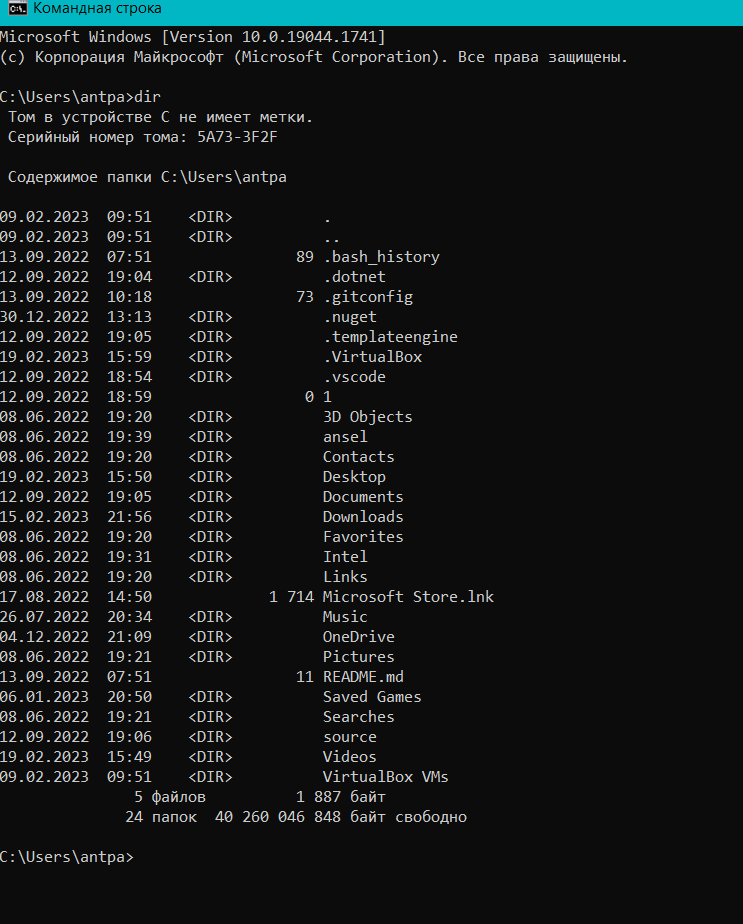 Командная строка
Microsoft Windows [Version 10.0.19044.1741]
(c) Корпорация Майкрософт (Microsoft Corporation). Все права защищены.
C:\Users\antpa>dir
Том в устройстве C не имеет метки.
Серийный номер тома: 5A73-3F2F
Содержимое папки C:\Users\antpa
09.02.2023  09:51    <DIR>          .
09.02.2023  09:51    <DIR>          ..
13.09.2022  07:51                89 .bash_history
12.09.2022  19:04    <DIR>          .dotnet
13.09.2022  10:18                73 .gitconfig
30.12.2022  13:13    <DIR>          .nuget
12.09.2022  19:05    <DIR>          .templateengine
19.02.2023  15:59    <DIR>          .VirtualBox
12.09.2022  18:54    <DIR>          .vscode
12.09.2022  18:59                 0 1
08.06.2022  19:20    <DIR>          3D Objects
08.06.2022  19:39    <DIR>          ansel
08.06.2022  19:20    <DIR>          Contacts
19.02.2023  15:50    <DIR>          Desktop
12.09.2022  19:05    <DIR>          Documents
15.02.2023  21:56    <DIR>          Downloads
08.06.2022  19:20    <DIR>          Favorites
08.06.2022  19:31    <DIR>          Intel
08.06.2022  19:20    <DIR>          Links
17.08.2022  14:50             1 714 Microsoft Store.lnk
26.07.2022  20:34    <DIR>          Music
04.12.2022  21:09    <DIR>          OneDrive
08.06.2022  19:21    <DIR>          Pictures
13.09.2022  07:51                11 README.md
06.01.2023  20:50    <DIR>          Saved Games
08.06.2022  19:21    <DIR>          Searches
12.09.2022  19:06    <DIR>          source
19.02.2023  15:49    <DIR>          Videos
09.02.2023  09:51    <DIR>          VirtualBox VMs
5 файлов          1 887 байт
24 папок  40 260 046 848 байт свободно
C:\Users\antpa>